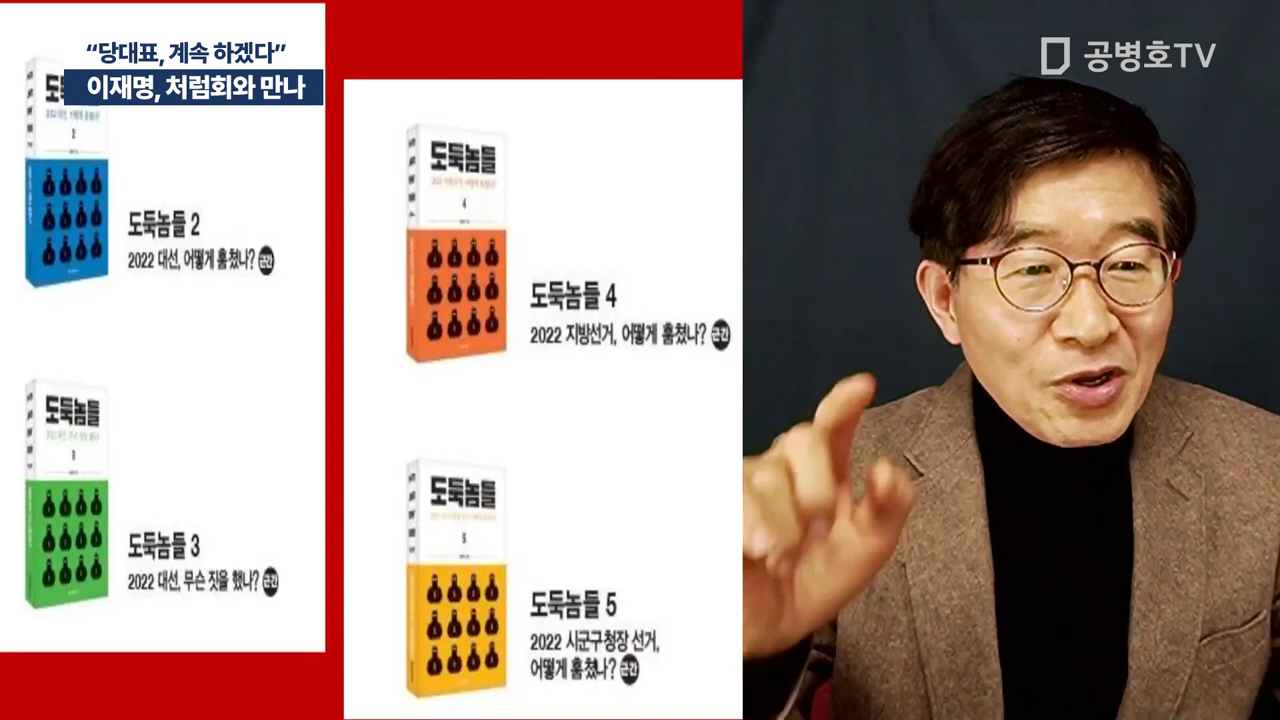 “당대표, 계속 하겠다”
이재명, 처럼회와 만나
공병호TV
2
도둑놈들 2
2022 대선, 어떻게 훔쳤나? 근간
도둑놈들
3
도둑놈들 3
2022 대선, 무슨 짓을 했나? 근간
도둑놈들
4
도둑놈들 4
2022 지방선거, 어떻게 훔쳤나? 근간
도둑놈들
5
도둑놈들 5
2022 시군구청장 선거,
어떻게 훔쳤나? 근간